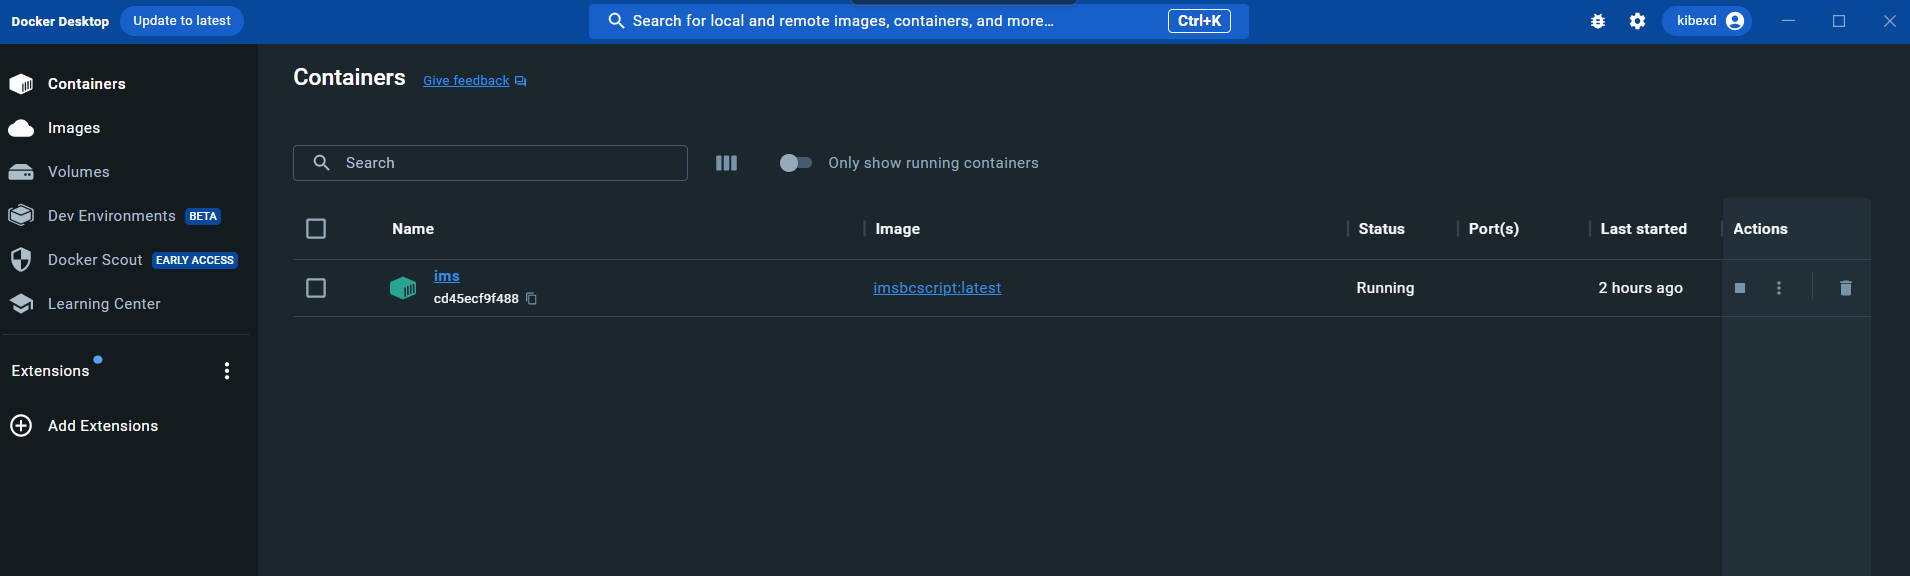 Docker Desktop Update to latest Search for local and remote images, containers, and more... Ctrl+K kibexd
Containers
Images
Volumes
Dev Environments BETA
Docker Scout EARLY ACCESS
Learning Center
Extensions
Add Extensions
Containers Give feedback
Search Only show running containers
Name Image Status Port(s) Last started Actions
ims imsbcscript:latest Running 2 hours ago
cd45ecf9f488